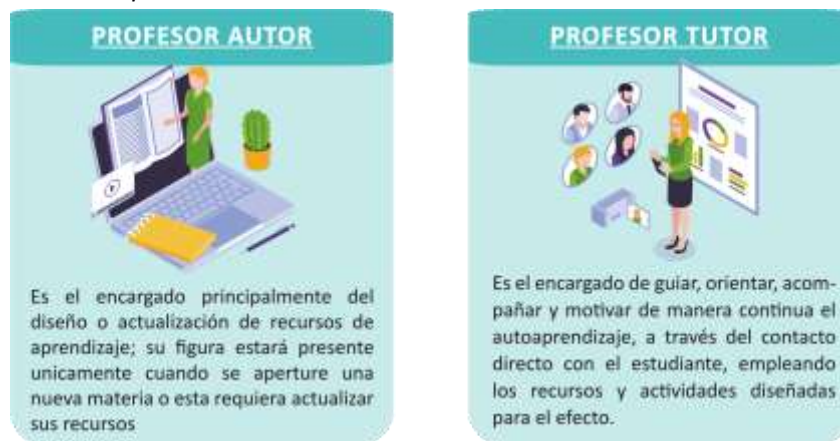 PROFESOR AUTOR
Es el encargado principalmente del
diseño o actualización de recursos de
aprendizaje; su figura estará presente
unicamente cuando se aperture una
nueva materia o esta requiera actualizar
sus recursos
PROFESOR TUTOR
Es el encargado de guiar, orientar, acom-
pañar y motivar de manera continua el
autoaprendizaje, a través del contacto
directo con el estudiante, empleando
los recursos y actividades diseñadas
para el efecto.